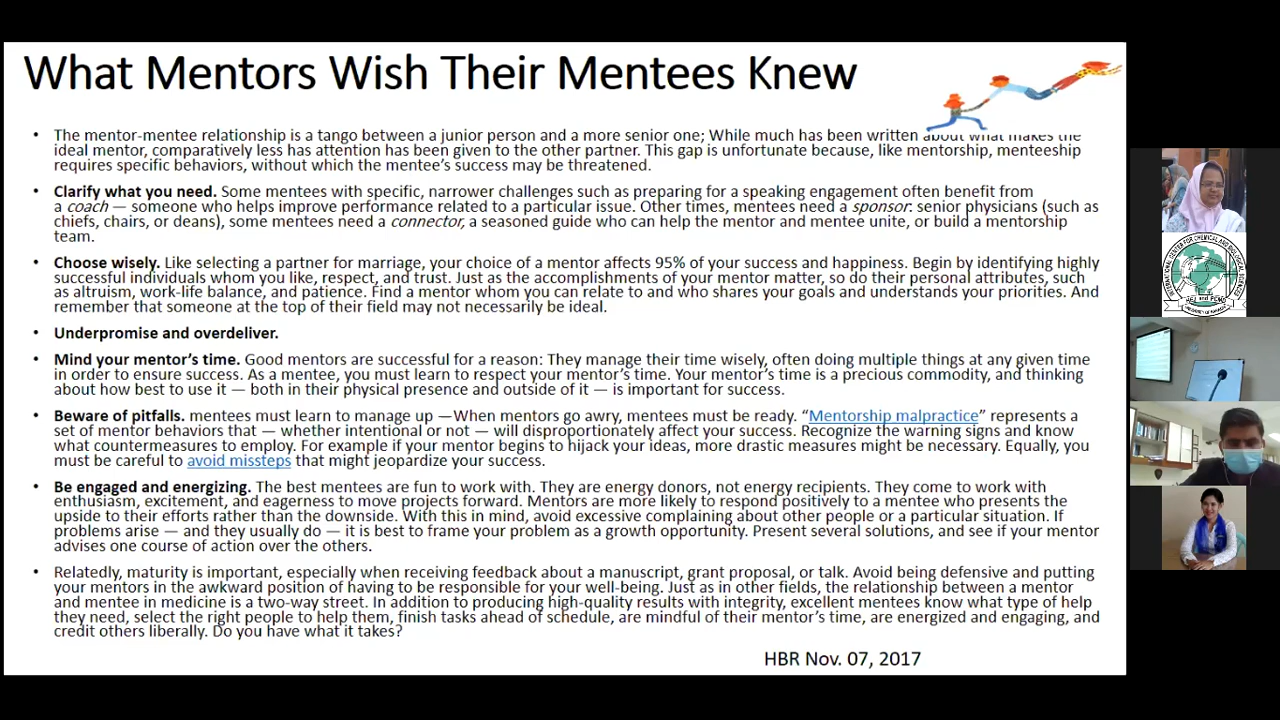 What Mentors Wish Their Mentees Knew
• The mentor-mentee relationship is a tango between a junior person and a more senior one; While much has been written about what makes the
ideal mentor, comparatively less has attention has been given to the other partner. This gap is unfortunate because, like mentorship, menteeship
requires specific behaviors, without which the mentee's success may be threatened.
• Clarify what you need. Some mentees with specific, narrower challenges such as preparing for a speaking engagement often benefit from
a coach — someone who helps improve performance related to a particular issue. Other times, mentees need a sponsor: senior physicians (such as
chiefs, chairs, or deans), some mentees need a connector, a seasoned guide who can help the mentor and mentee unite, or build a mentorship
team.
• Choose wisely. Like selecting a partner for marriage, your choice of a mentor affects 95% of your success and happiness. Begin by identifying highly
successful individuals whom you like, respect, and trust. Just as the accomplishments of your mentor matter, so do their personal attributes, such
as altruism, work-life balance, and patience. Find a mentor whom you can relate to and who shares your goals and understands your priorities. And
remember that someone at the top of their field may not necessarily be ideal.
• Underpromise and overdeliver.
• Mind your mentor's time. Good mentors are successful for a reason: They manage their time wisely, often doing multiple things at any given time
in order to ensure success. As a mentee, you must learn to respect your mentor's time. Your mentor's time is a precious commodity, and thinking
about how best to use it — both in their physical presence and outside of it — is important for success.
• Beware of pitfalls. mentees must learn to manage up —When mentors go awry, mentees must be ready. "Mentorship malpractice" represents a
set of mentor behaviors that — whether intentional or not — will disproportionately affect your success. Recognize the warning signs and know
what countermeasures to employ. For example if your mentor begins to hijack your ideas, more drastic measures might be necessary. Equally, you
must be careful to avoid missteps that might jeopardize your success.
• Be engaged and energizing. The best mentees are fun to work with. They are energy donors, not energy recipients. They come to work with
enthusiasm, excitement, and eagerness to move projects forward. Mentors are more likely to respond positively to a mentee who presents the
upside to their efforts rather than the downside. With this in mind, avoid excessive complaining about other people or a particular situation. If
problems arise — and they usually do — it is best to frame your problem as a growth opportunity. Present several solutions, and see if your mentor
advises one course of action over the others.
• Relatedly, maturity is important, especially when receiving feedback about a manuscript, grant proposal, or talk. Avoid being defensive and putting
your mentors in the awkward position of having to be responsible for your well-being. Just as in other fields, the relationship between a mentor
and mentee in medicine is a two-way street. In addition to producing high-quality results with integrity, excellent mentees know what type of help
they need, select the right people to help them, finish tasks ahead of schedule, are mindful of their mentor's time, are energized and engaging, and
credit others liberally. Do you have what it takes?
HBR Nov. 07, 2017